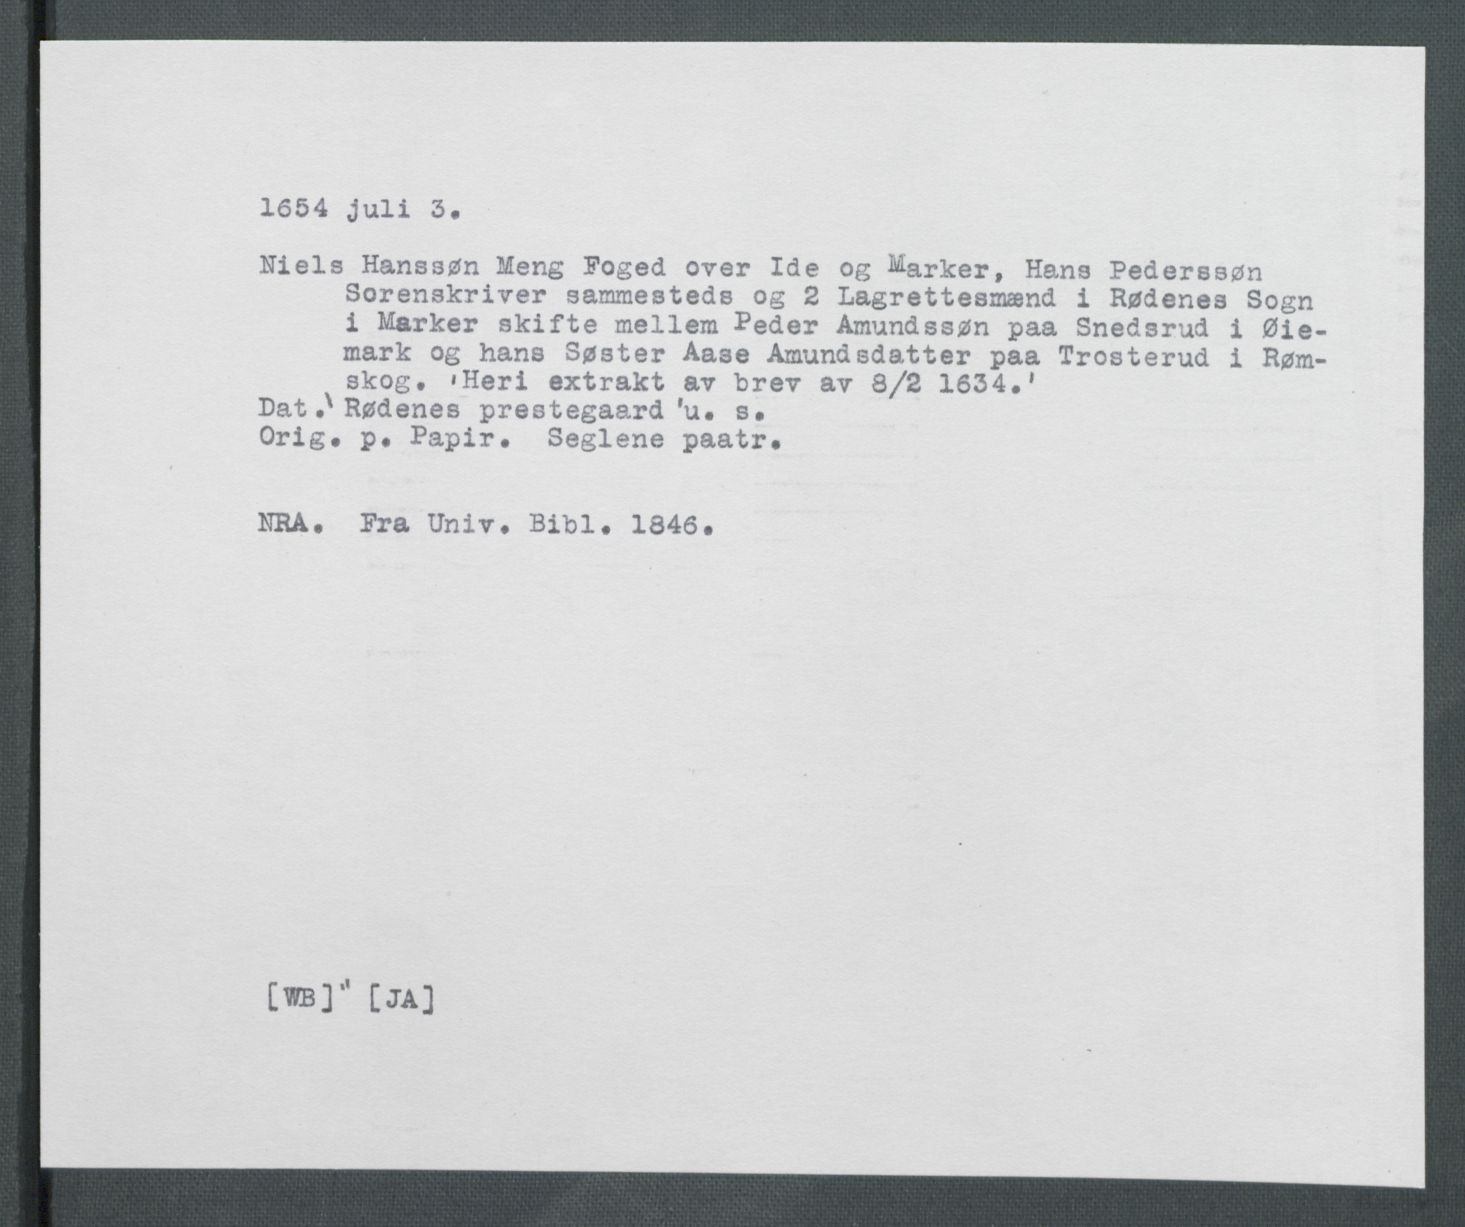 1654 juli 3.
Niels Hanssøn Meng Foged over Ide og Marker, Hans Pederssøn
Sorenskriver sammesteds og 2 Lagrettesmænd i Rødenes Sogn
i Marker skifte mellem Peder Amundssøn paa Snedsrud i Øie-
mark og hans Søster Aase Amundsdatter paa Trosterud i Røm-
skog. 'Heri extrakt av brev av 8/2 1634.'
Dat.' Rødenes prestegaard 'u. s.
Orig. p. Papir. Seglene paatr.
NRA. Fra Univ. Bibl. 1846.
[WB]" [JA]